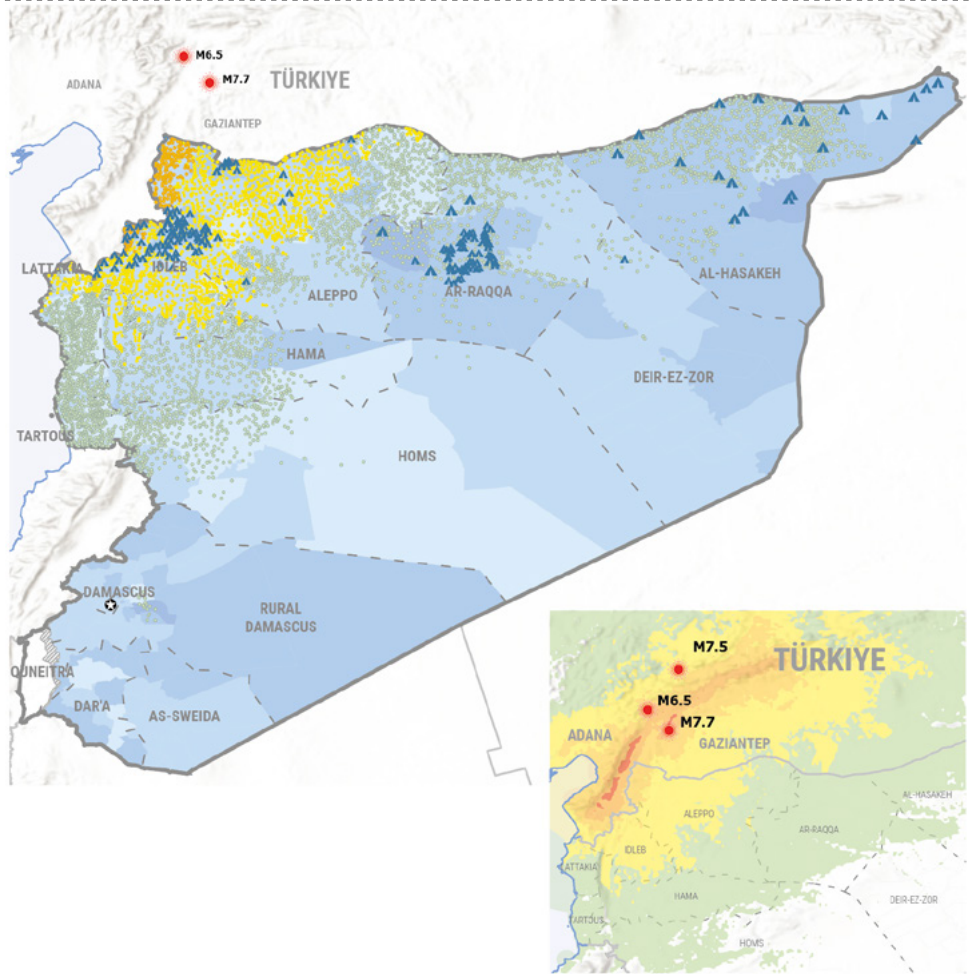 M6.5
M7.7
TÜRKIYE
ADANA
GAZIANTEP
LATTAKIA
IDLEB
ALEPPO
AR-RAQQA
AL-HASAKEH
HAMA
DEIR-EZ-ZOR
TARTOUS
HOMS
DAMASCUS
RURAL
DAMASCUS
QUNEITRA
DAR'A
AS-SWEIDA
M7.5
TÜRKIYE
M6.5
M7.7
ADANA
GAZIANTEP
AL-HASAKEH
ALEPPO
AR-RAQQA
IDLEB
ATTAKIA
HAMA
DEIR-EZ-ZOR
TARTOUS
HOMS